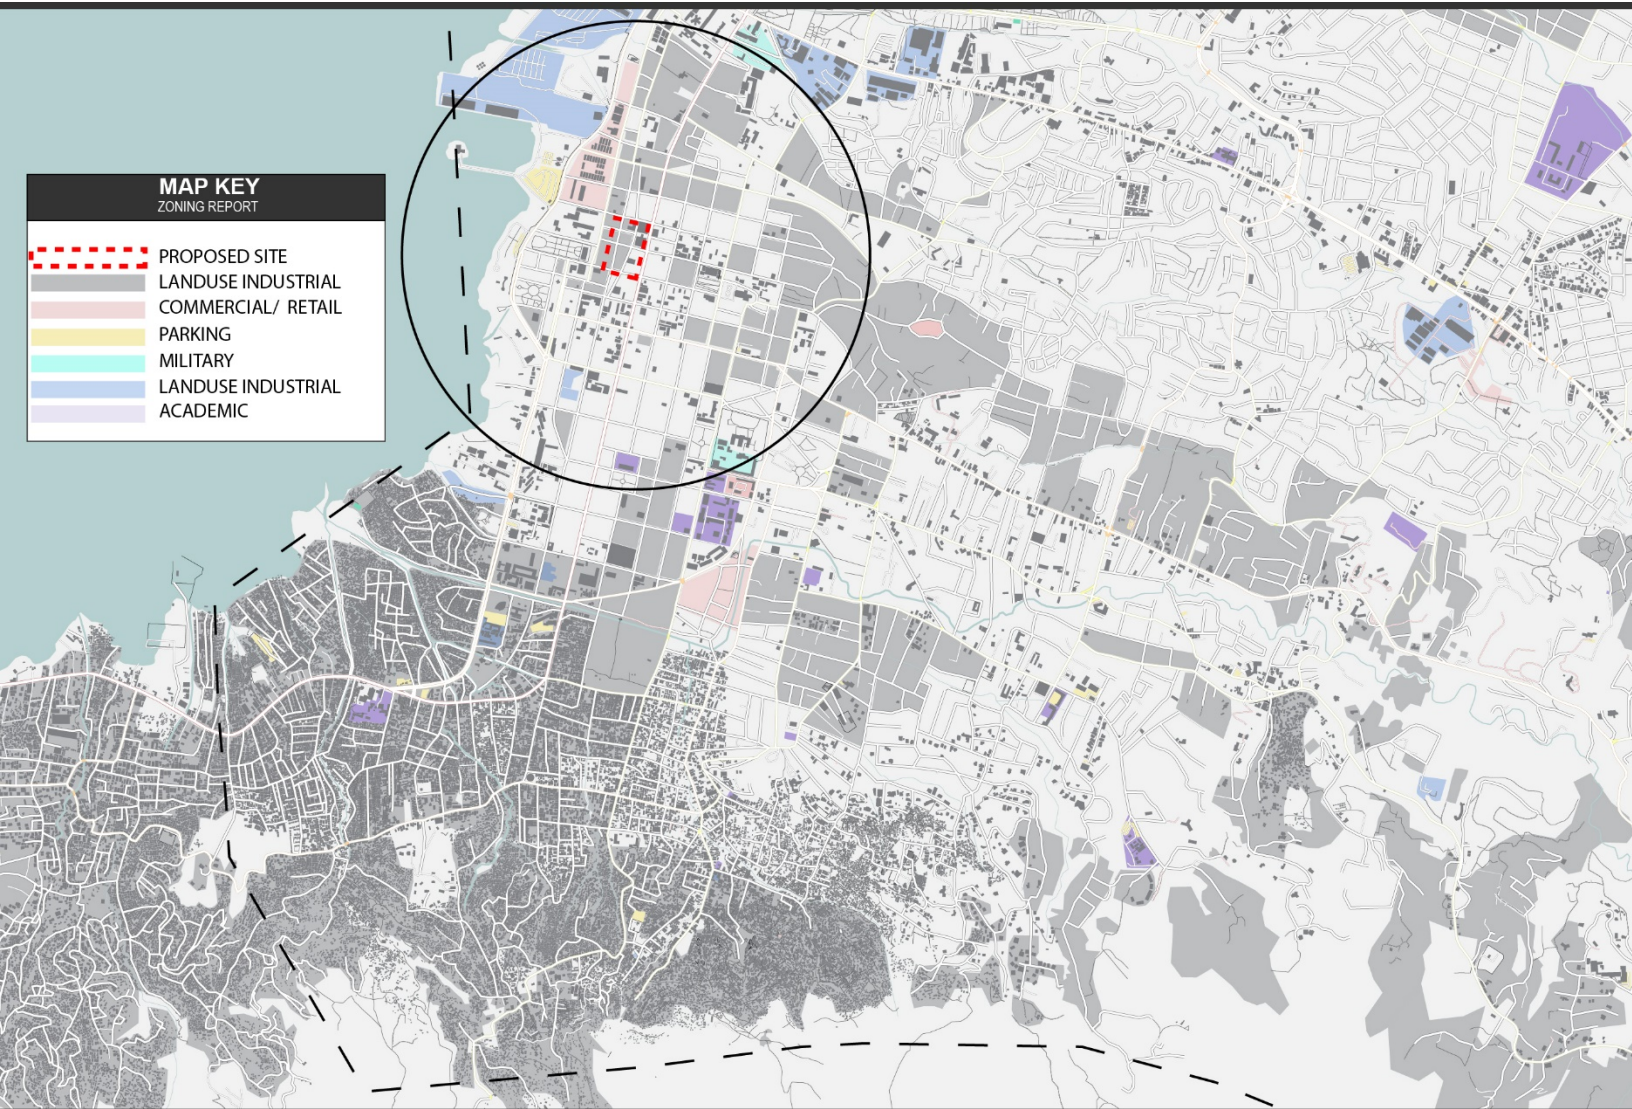 MAP KEY
ZONING REPORT
PROPOSED SITE
LANDUSE INDUSTRIAL
COMMERCIAL/ RETAIL
PARKING
MILITARY
LANDUSE INDUSTRIAL
ACADEMIC